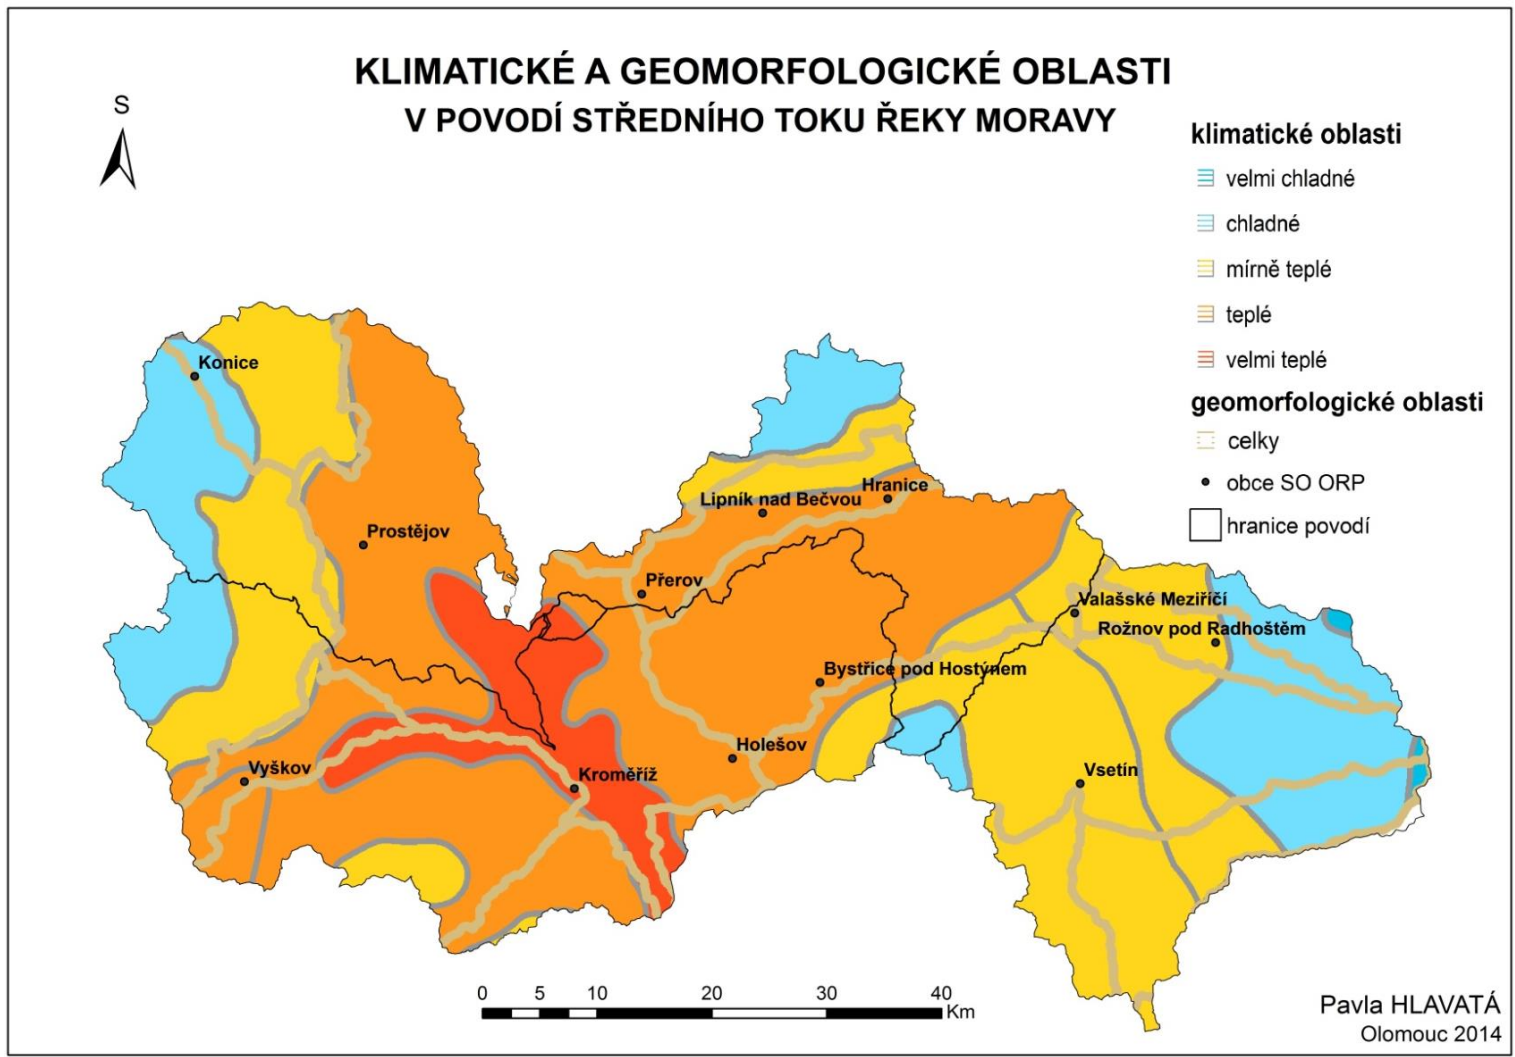 KLIMATICKÉ A GEOMORFOLOGICKÉ OBLASTI
V POVODÍ STŘEDNÍHO TOKU ŘEKY MORAVY
S
klimatické oblasti
velmi chladné
chladné
mírně teplé
teplé
velmi teplé
geomorfologické oblasti
celky
obce SO ORP
hranice povodí
Konice
Hranice
Lipník nad Bečvou
Prostějov
Přerov
Valašské Meziříčí
Rožnov pod Radhoštěm
Bystřice pod Hostýnem
Holešov
Vyškov
Kroměříž
Vsetín
0 5 10 20 30 40
Km
Pavla HLAVATÁ
Olomouc 2014